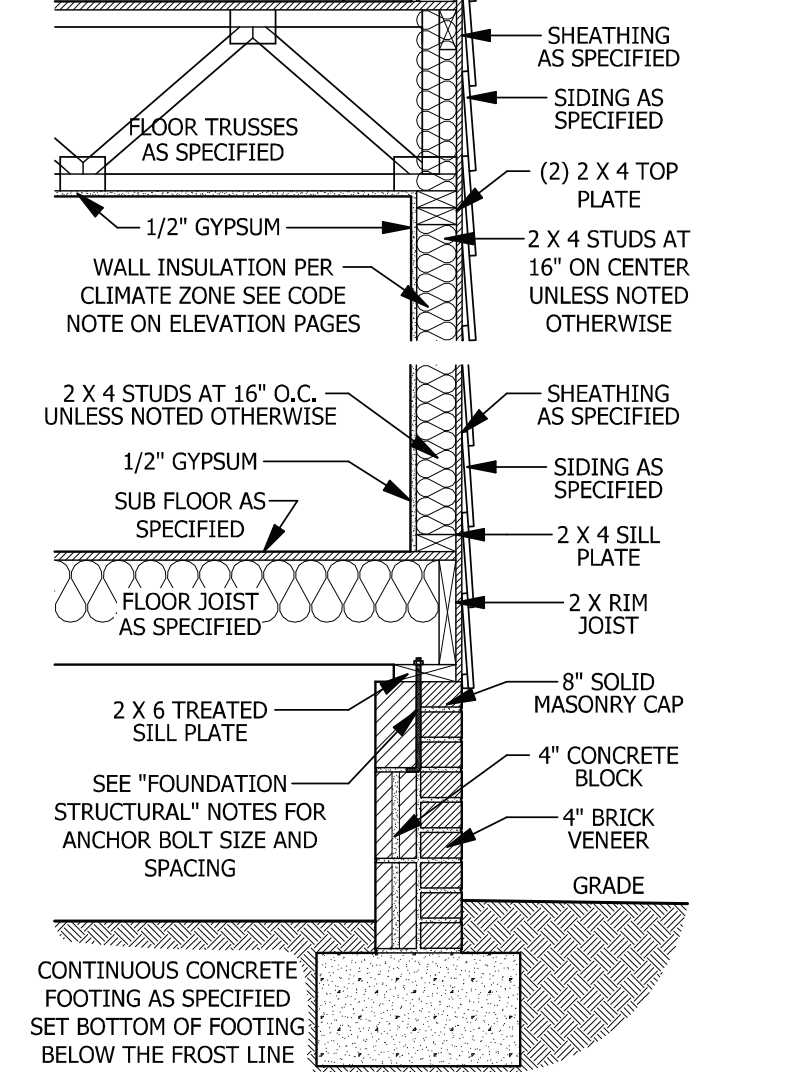 SHEATHING
AS SPECIFIED
SIDING AS
SPECIFIED
FLOOR TRUSSES
AS SPECIFIED
(2) 2 X 4 TOP
PLATE
1/2" GYPSUM
2 X 4 STUDS AT
16" ON CENTER
UNLESS NOTED
OTHERWISE
WALL INSULATION PER
CLIMATE ZONE SEE CODE
NOTE ON ELEVATION PAGES
2 X 4 STUDS AT 16" O.C.
UNLESS NOTED OTHERWISE
SHEATHING
AS SPECIFIED
1/2" GYPSUM
SIDING AS
SPECIFIED
SUB FLOOR AS
SPECIFIED
2 X 4 SILL
PLATE
FLOOR JOIST
AS SPECIFIED
2 X RIM
JOIST
2 X 6 TREATED
SILL PLATE
8" SOLID
MASONRY CAP
SEE "FOUNDATION
STRUCTURAL" NOTES FOR
ANCHOR BOLT SIZE AND
SPACING
4" CONCRETE
BLOCK
4" BRICK
VENEER
GRADE
CONTINUOUS CONCRETE
FOOTING AS SPECIFIED
SET BOTTOM OF FOOTING
BELOW THE FROST LINE